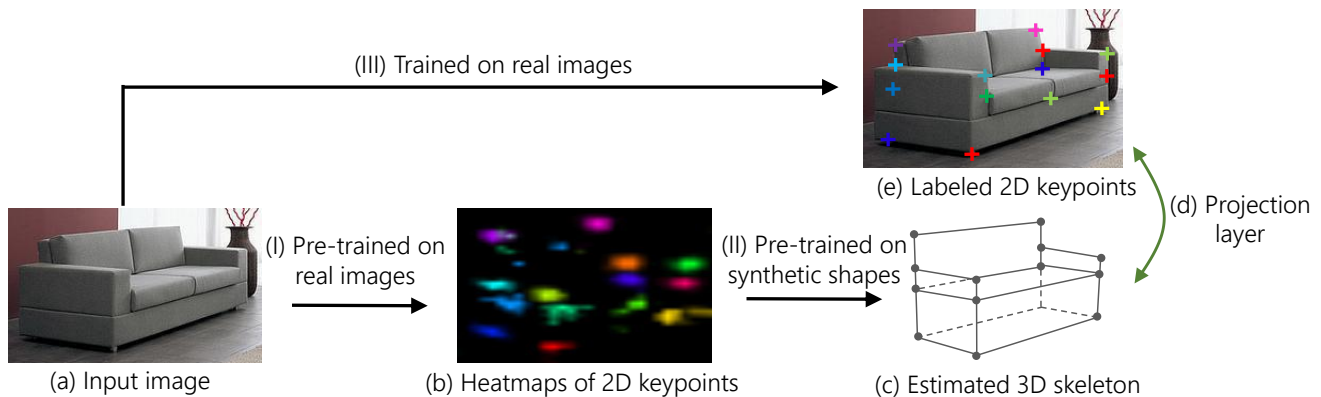 (III) Trained on real images
(e) Labeled 2D keypoints
(d) Projection
layer
(I) Pre-trained on
real images
(II) Pre-trained on
synthetic shapes
(a) Input image
(b) Heatmaps of 2D keypoints
(c) Estimated 3D skeleton